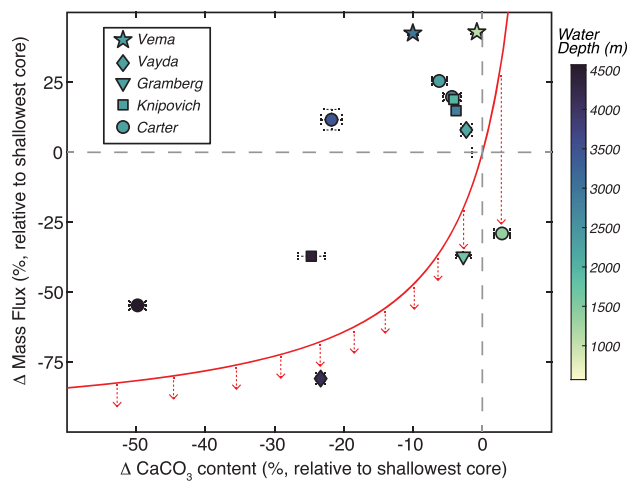 Vema
Vayda
Gramberg
Knipovich
Carter
Water
Depth (m)
4500
4000
3500
3000
2500
2000
1500
1000
25
0
-25
-50
-75
Δ Mass Flux (%, relative to shallowest core)
-50 -40 -30 -20 -10 0
Δ CaCO₃ content (%, relative to shallowest core)